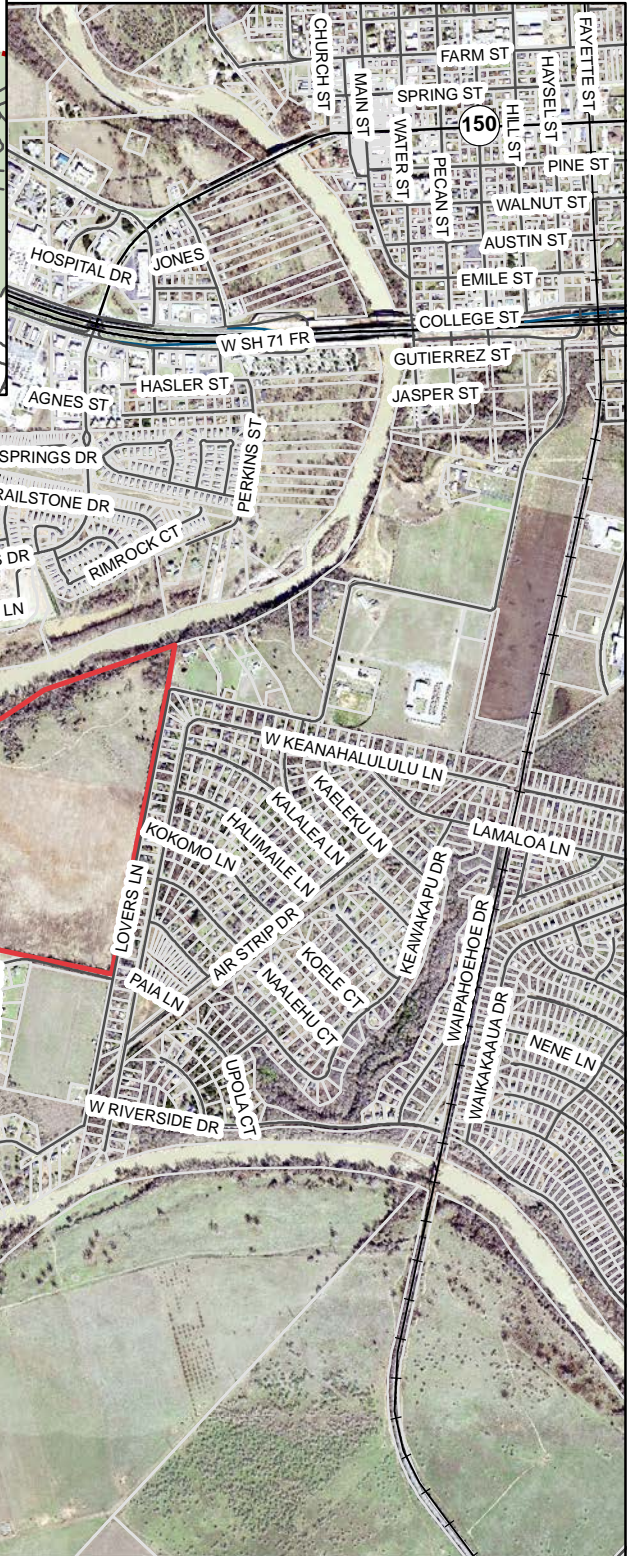 CHURCH ST
MAIN ST
FARM ST
FAYETTE ST
HAYSEL ST
SPRING ST
150
HILL ST
WATER ST
PECAN ST
PINE ST
WALNUT ST
AUSTIN ST
EMILE ST
COLLEGE ST
HOSPITAL DR
JONES
W SH 71 FR
GUTIERREZ ST
HASLER ST
JASPER ST
AGNES ST
PERKINS ST
SPRINGS DR
RAILSTONE DR
RIMROCK CT
S DR
LN
W KEANAHALULULU LN
KAELEKU LN
KALALEA LN
HALIIMAILE LN
KOKOMO LN
LAMALOA LN
KEAWAKAPU DR
LOVERS LN
AIR STRIP DR
KOELE CT
NAALEHU CT
PAIA LN
WAIPAHOEHOE DR
WAIKAKAAUA DR
NENE LN
UPOLA CT
W RIVERSIDE DR